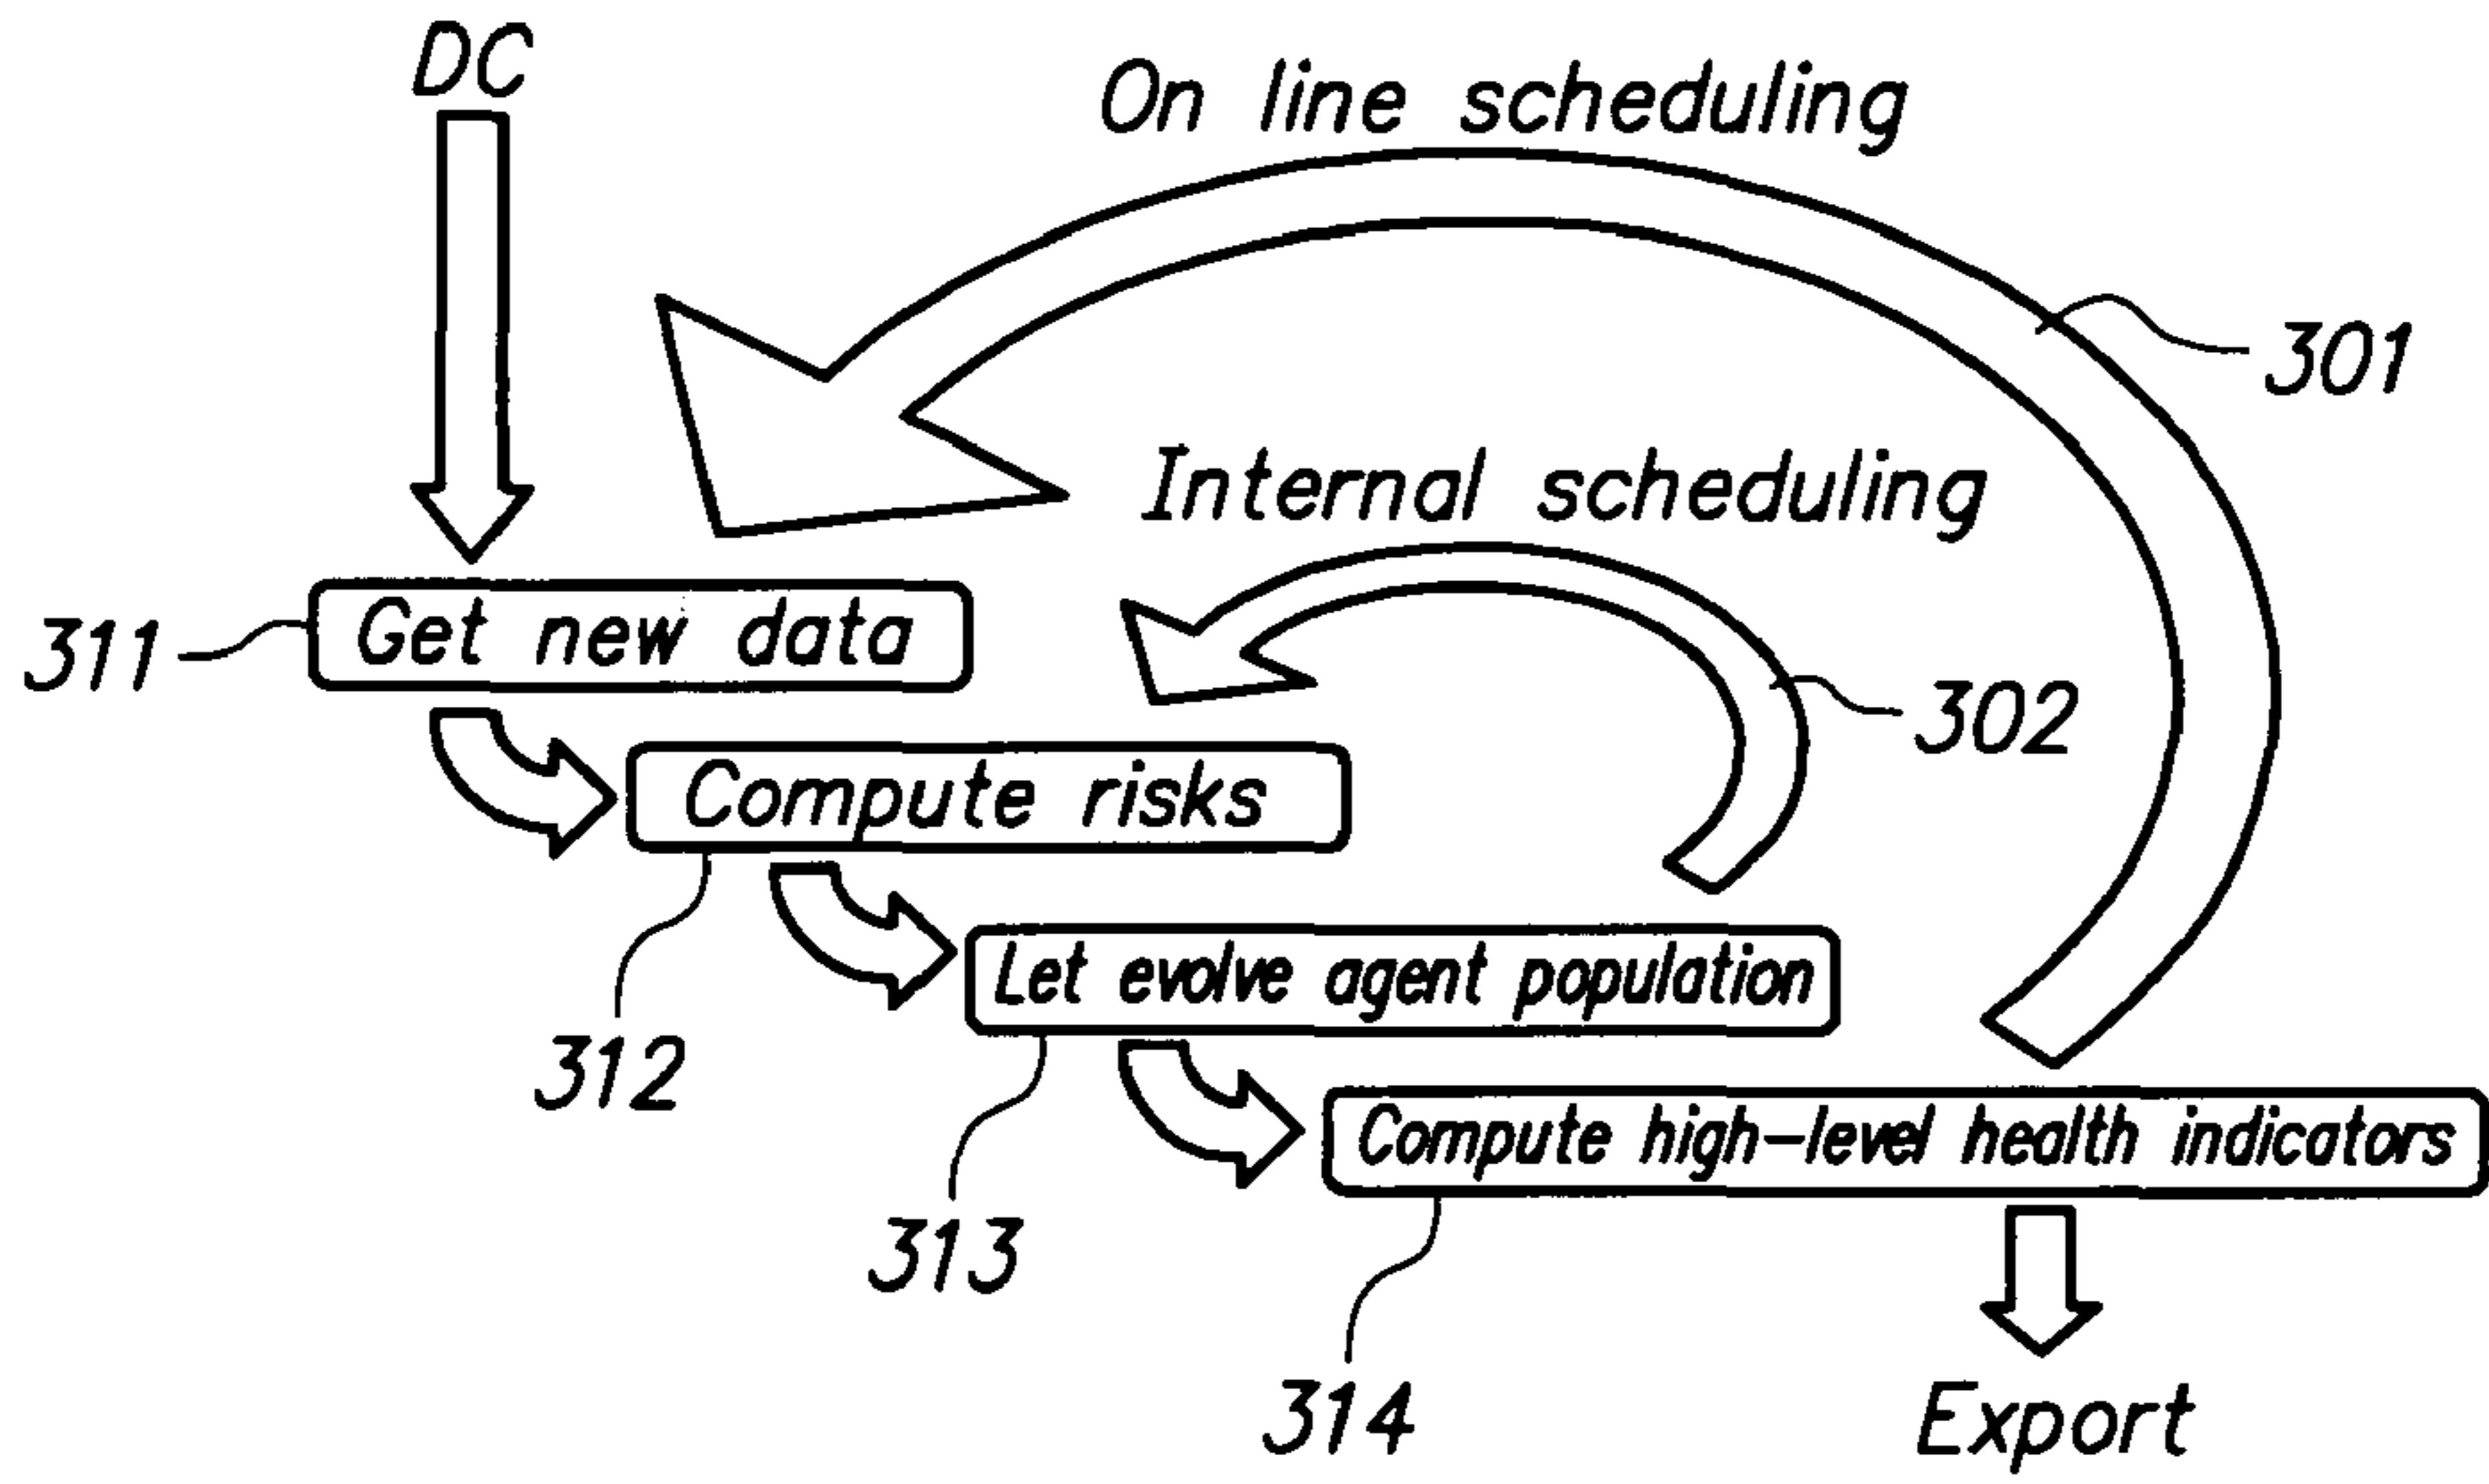 DC
On line scheduling
301
Internal scheduling
311
Get new data
302
Compute risks
Let evolve agent population
312
Compute high-level health indicators
313
314
Export